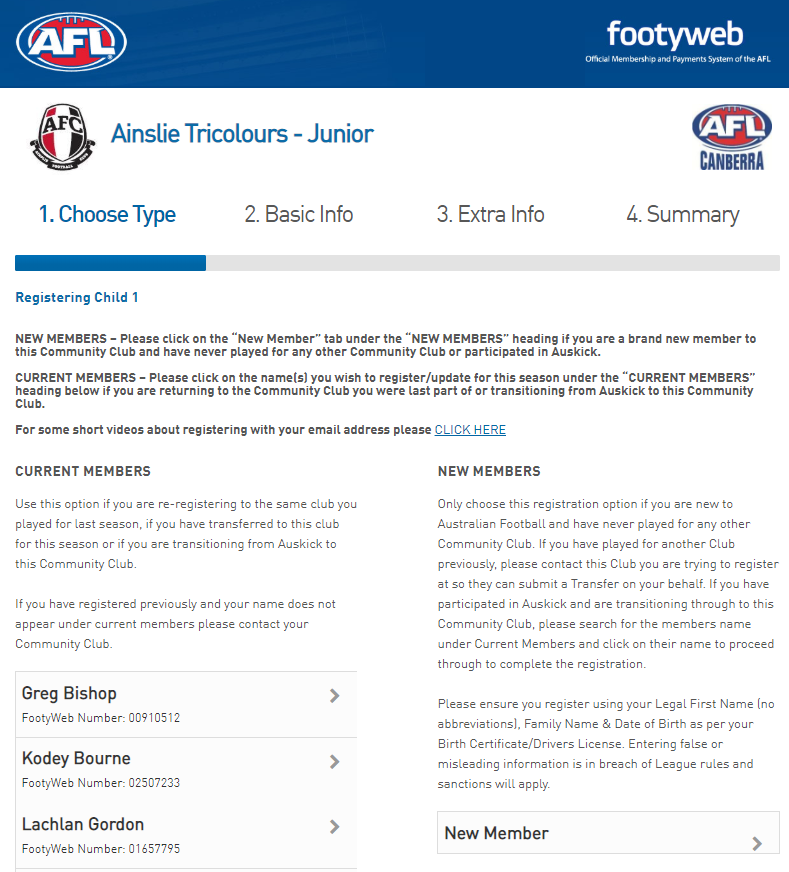 AFL
footyweb
Official Membership and Payments System of the AFL
AFC
AINSLIE FOOTBALL CLUB
Ainslie Tricolours - Junior
AFL
CANBERRA
1. Choose Type
2. Basic Info
3. Extra Info
4. Summary
Registering Child 1
NEW MEMBERS – Please click on the “New Member” tab under the “NEW MEMBERS” heading if you are a brand new member to
this Community Club and have never played for any other Community Club or participated in Auskick.
CURRENT MEMBERS – Please click on the name(s) you wish to register/update for this season under the “CURRENT MEMBERS”
heading below if you are returning to the Community Club you were last part of or transitioning from Auskick to this Community
Club.
For some short videos about registering with your email address please CLICK HERE
CURRENT MEMBERS
Use this option if you are re-registering to the same club you
played for last season, if you have transferred to this club
for this season or if you are transitioning from Auskick to
this Community Club.
If you have registered previously and your name does not
appear under current members please contact your
Community Club.
Greg Bishop
FootyWeb Number: 00910512
Kodey Bourne
FootyWeb Number: 02507233
Lachlan Gordon
FootyWeb Number: 01657795
NEW MEMBERS
Only choose this registration option if you are new to
Australian Football and have never played for any other
Community Club. If you have played for another Club
previously, please contact this Club you are trying to register
at so they can submit a Transfer on your behalf. If you have
participated in Auskick and are transitioning through to this
Community Club, please search for the members name
under Current Members and click on their name to proceed
through to complete the registration.
Please ensure you register using your Legal First Name (no
abbreviations), Family Name & Date of Birth as per your
Birth Certificate/Drivers License. Entering false or
misleading information is in breach of League rules and
sanctions will apply.
New Member